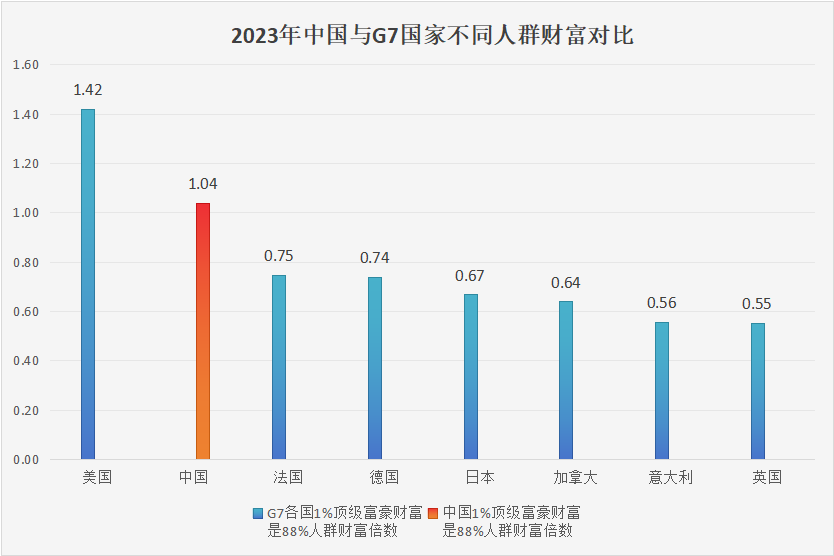 2023年中国与G7国家不同人群财富对比
1.60
1.40
1.20
1.00
0.80
0.60
0.40
0.20
0.00
1.42
1.04
0.75
0.74
0.67
0.64
0.56
0.55
美国
中国
法国
德国
日本
加拿大
意大利
英国
G7各国1%顶级富豪财富
是88%人群财富倍数
中国1%顶级富豪财富
是88%人群财富倍数